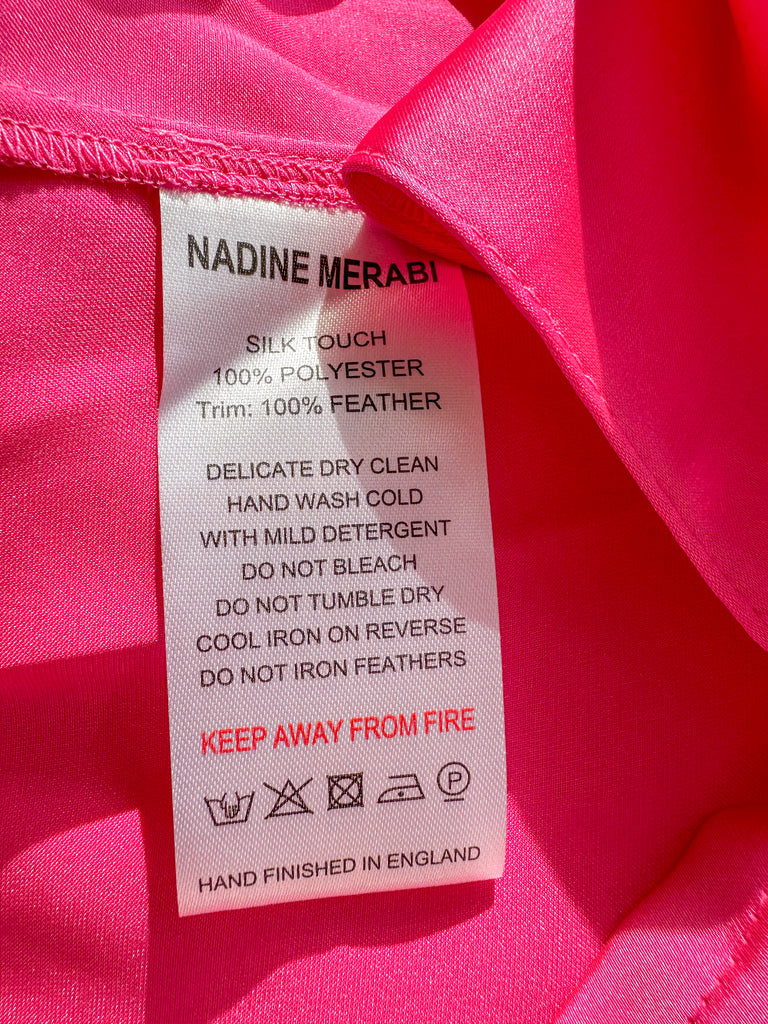 NADINE MERABI
SILK TOUCH
100% POLYESTER
Trim: 100% FEATHER
DELICATE DRY CLEAN
HAND WASH COLD
WITH MILD DETERGENT
DO NOT BLEACH
DO NOT TUMBLE DRY
COOL IRON ON REVERSE
DO NOT IRON FEATHERS
KEEP AWAY FROM FIRE
P
HAND FINISHED IN ENGLAND